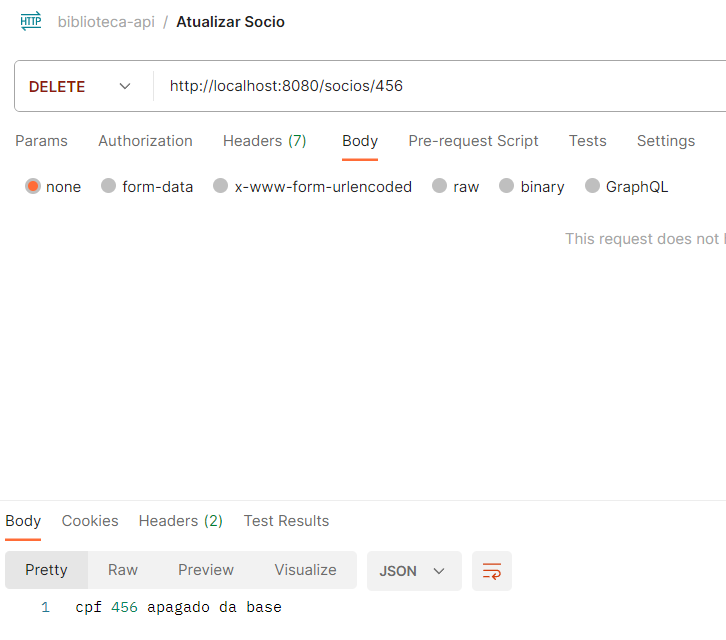 HTTP biblioteca-api / Atualizar Socio
DELETE http://localhost:8080/socios/456
Params Authorization Headers (7) Body Pre-request Script Tests Settings
none form-data x-www-form-urlencoded raw binary GraphQL
This request does not
Body Cookies Headers (2) Test Results
Pretty Raw Preview Visualize JSON
1 cpf 456 apagado da base